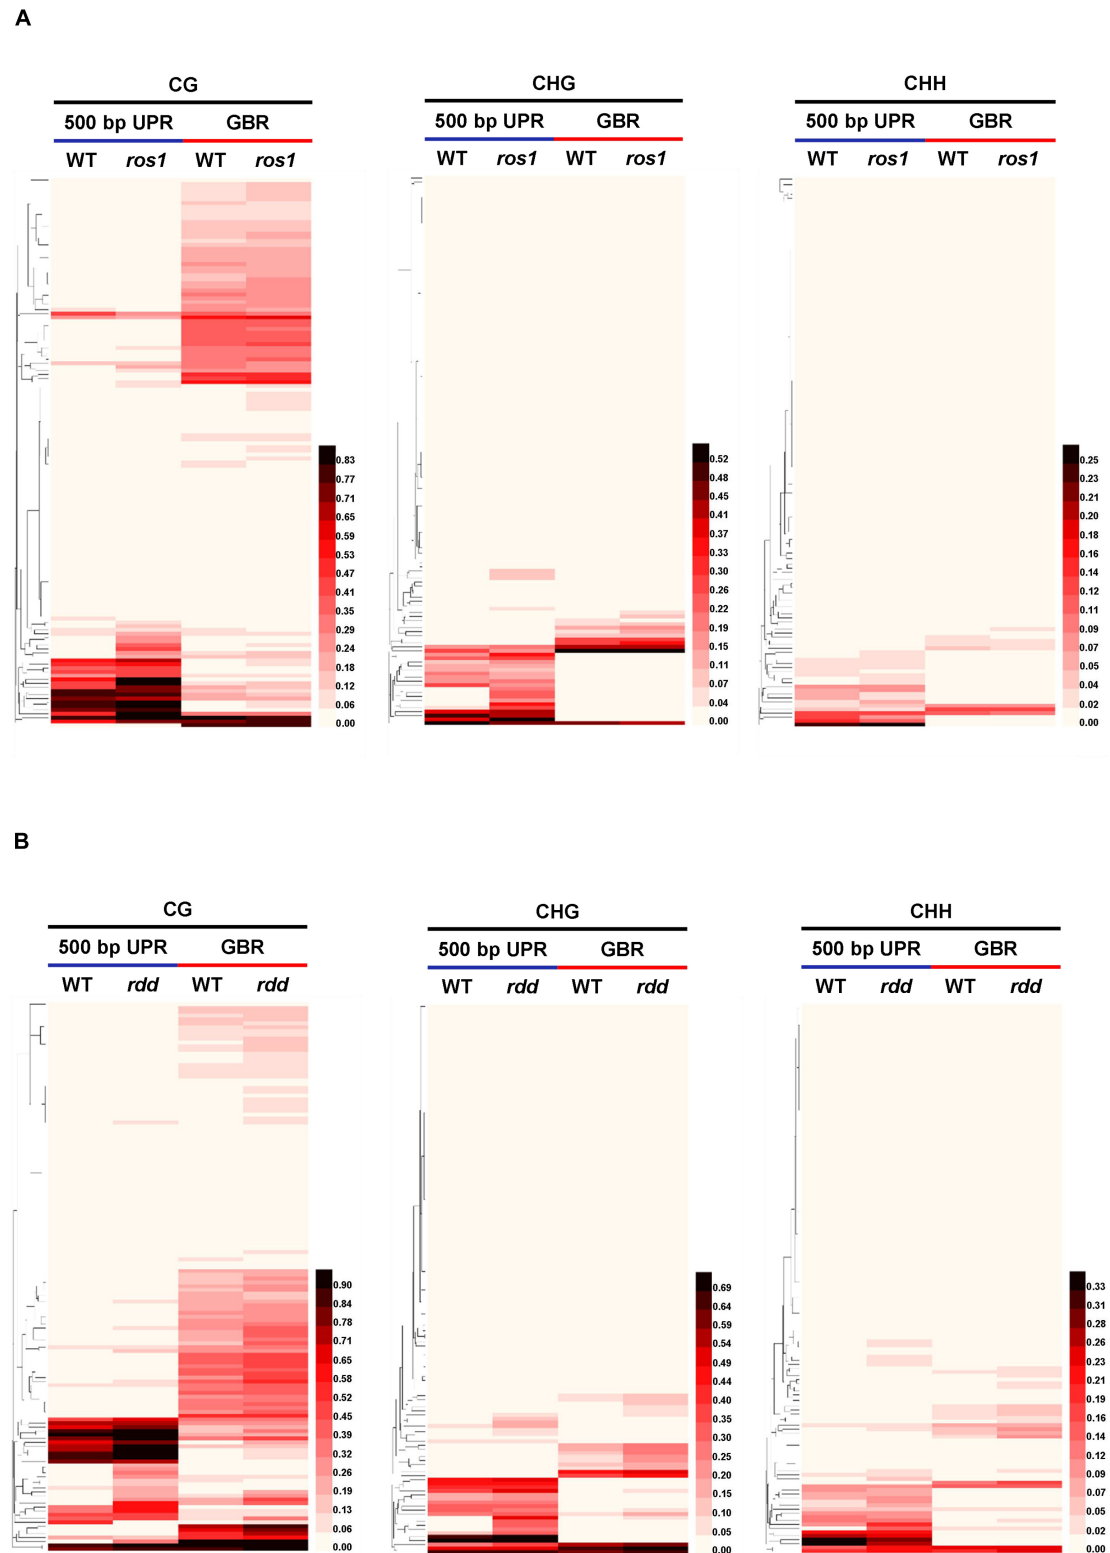 A
CG CHG CHH
500 bp UPR GBR 500 bp UPR GBR 500 bp UPR GBR
WT ros1 WT ros1 WT ros1 WT ros1 WT ros1 WT ros1
0.83 0.52 0.25
0.77 0.48 0.23
0.71 0.45 0.21
0.65 0.41 0.20
0.59 0.37 0.18
0.53 0.33 0.16
0.47 0.30 0.14
0.41 0.26 0.12
0.35 0.22 0.11
0.29 0.19 0.09
0.24 0.15 0.07
0.18 0.11 0.05
0.12 0.07 0.04
0.06 0.04 0.02
0.00 0.00 0.00
B
CG CHG CHH
500 bp UPR GBR 500 bp UPR GBR 500 bp UPR GBR
WT rdd WT rdd WT rdd WT rdd WT rdd WT rdd
0.90 0.69 0.33
0.84 0.64 0.31
0.78 0.59 0.28
0.71 0.54 0.26
0.65 0.49 0.23
0.58 0.44 0.21
0.52 0.40 0.19
0.45 0.35 0.16
0.39 0.30 0.14
0.32 0.25 0.12
0.26 0.20 0.09
0.19 0.15 0.07
0.13 0.10 0.05
0.06 0.05 0.02
0.00 0.00 0.00